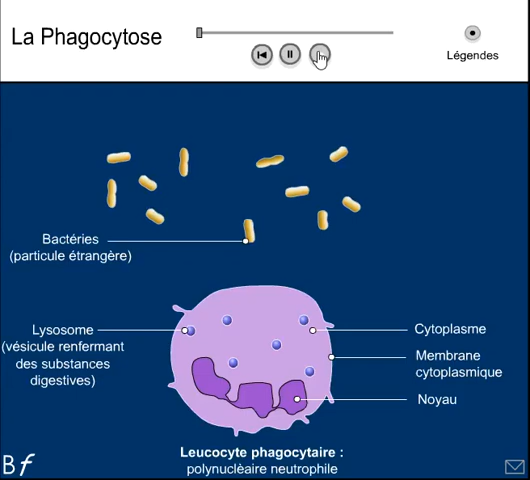 La Phagocytose
Légendes
Bactéries
(particule étrangère)
Lysosome
(vésicule renfermant
des substances
digestives)
Cytoplasme
Membrane
cytoplasmique
Noyau
Leucocyte phagocytaire :
polynuclèaire neutrophile
Bf